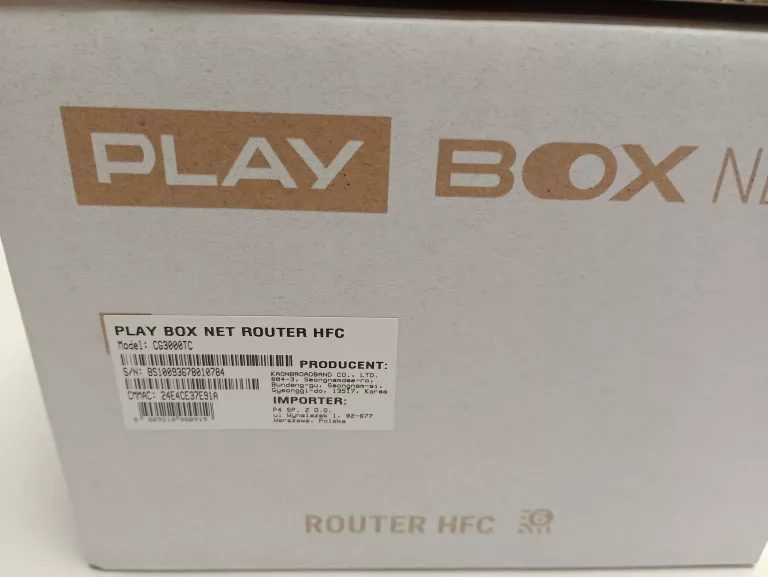 PLAY BOX
PLAY BOX NET ROUTER HFC
Model: CG3000TC
S/N: BS10093678010784
CMMAC: 24E4CE37E91A
PRODUCENT:
KAONBROADBAND CO., LTD.
884-3, Seongnamdae-ro,
Bundang-gu, Seongnam-si,
Gyeonggi-do, 13517, Korea
IMPORTER:
P4 SP. Z O.O.
ul Wynalazek 1, 02-677
Warszawa, Polska
ROUTER HFC